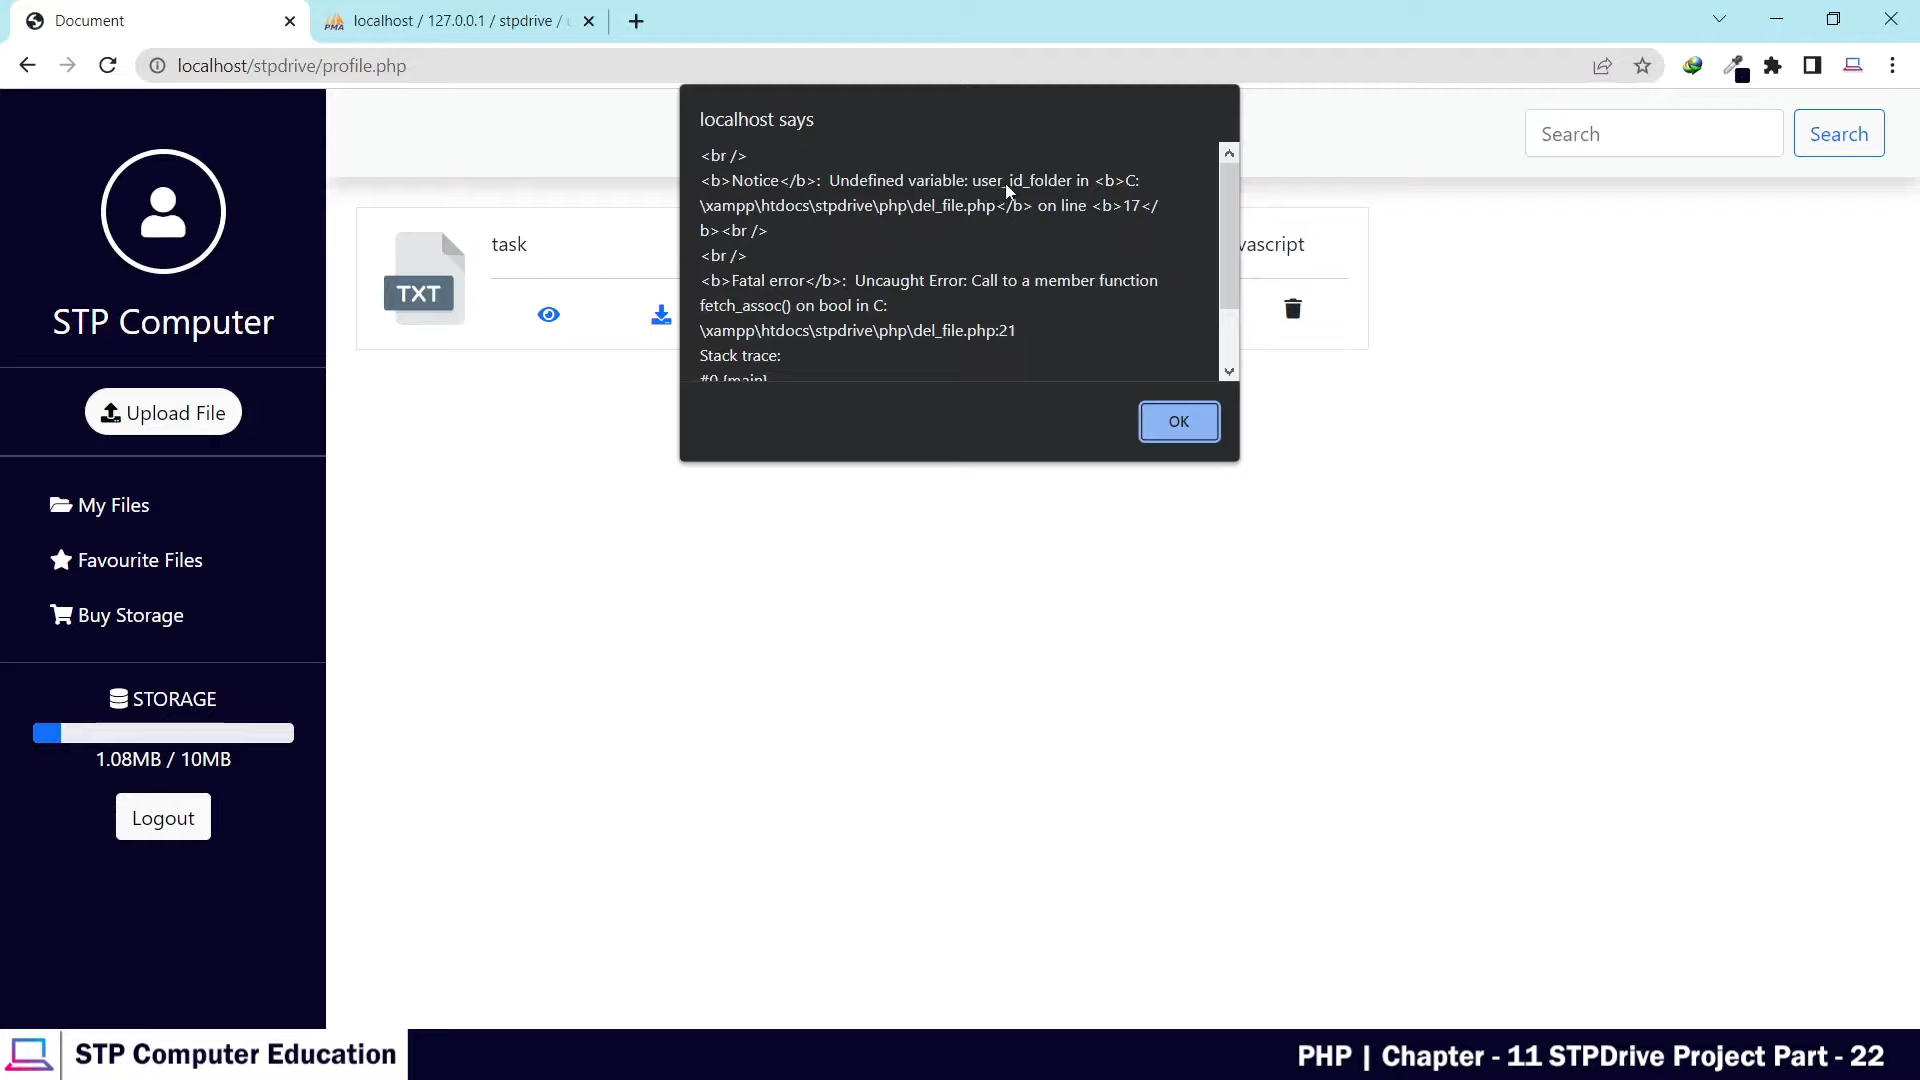 Document
localhost / 127.0.0.1 / stpdrive /
localhost/stpdrive/profile.php
localhost says
<br />
<b>Notice</b>:  Undefined variable: user_id_folder in <b>C:
\xampp\htdocs\stpdrive\php\del_file.php</b> on line <b>17</
b><br />
<br />
<b>Fatal error</b>:  Uncaught Error: Call to a member function
fetch_assoc() on bool in C:
\xampp\htdocs\stpdrive\php\del_file.php:21
Stack trace:
#0 {main}
OK
Search
Search
STP Computer
Upload File
My Files
Favourite Files
Buy Storage
STORAGE
1.08MB / 10MB
Logout
TXT
task
vascript
STP Computer Education
PHP | Chapter - 11 STPDrive Project Part - 22